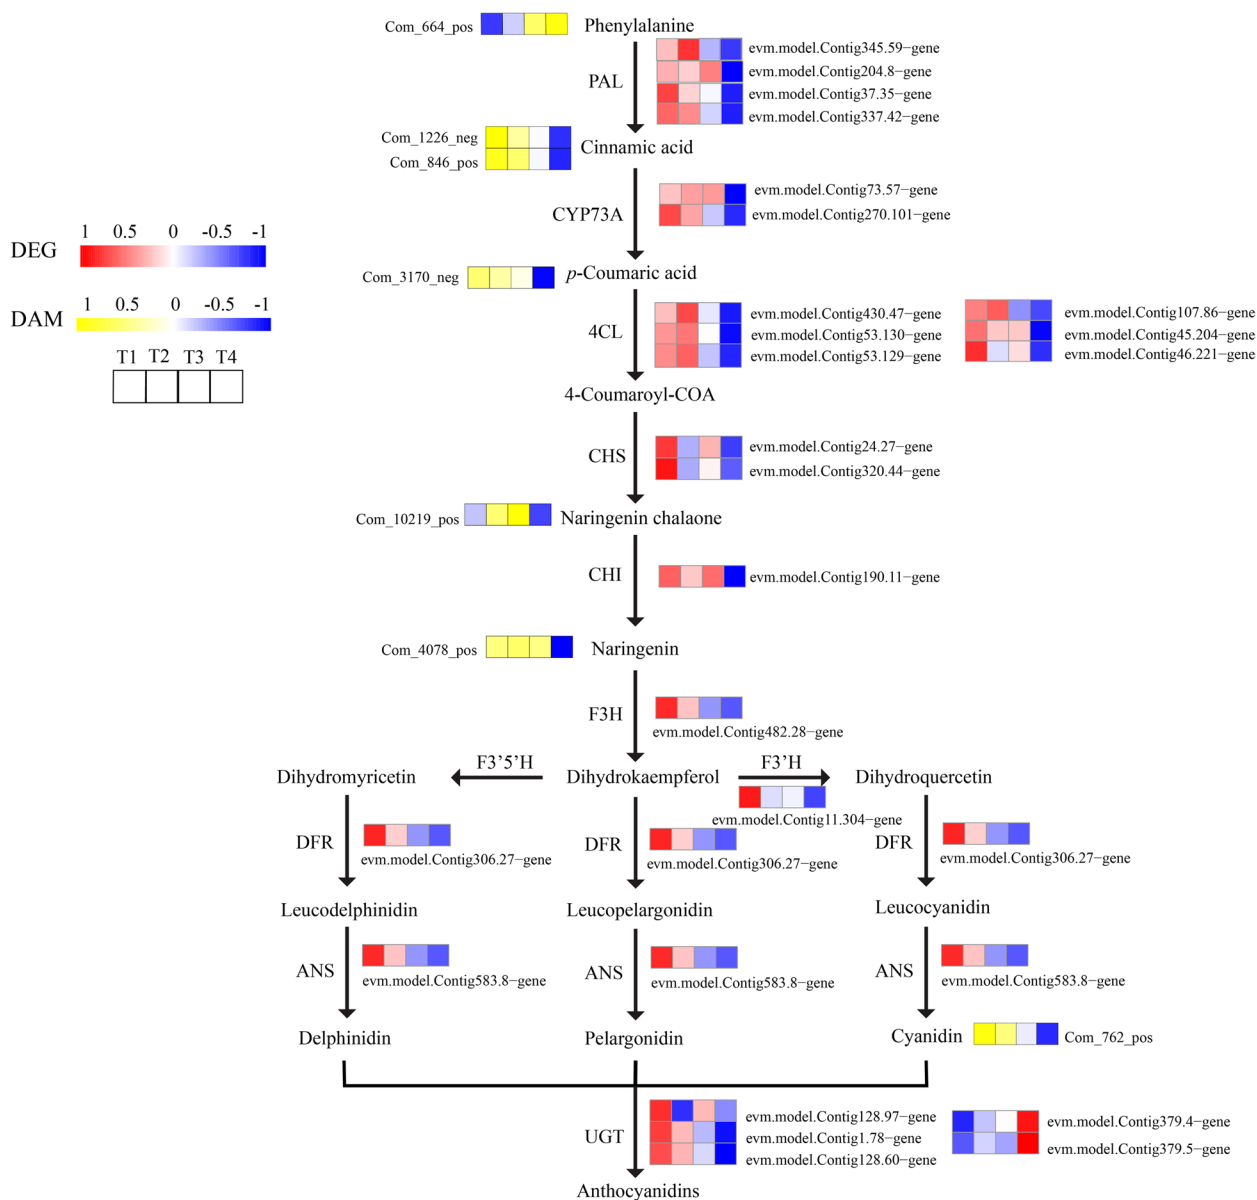 Com_664_pos
Phenylalanine
PAL
evm.model.Contig345.59−gene
evm.model.Contig204.8−gene
evm.model.Contig37.35−gene
evm.model.Contig337.42−gene
Com_1226_neg
Com_846_pos
Cinnamic acid
CYP73A
evm.model.Contig73.57−gene
evm.model.Contig270.101−gene
DEG
1 0.5 0 -0.5 -1
DAM
1 0.5 0 -0.5 -1
T1 T2 T3 T4
Com_3170_neg
p-Coumaric acid
4CL
evm.model.Contig430.47−gene
evm.model.Contig53.130−gene
evm.model.Contig53.129−gene
evm.model.Contig107.86−gene
evm.model.Contig45.204−gene
evm.model.Contig46.221−gene
4-Coumaroyl-COA
CHS
evm.model.Contig24.27−gene
evm.model.Contig320.44−gene
Com_10219_pos
Naringenin chalaone
CHI
evm.model.Contig190.11−gene
Com_4078_pos
Naringenin
F3H
evm.model.Contig482.28−gene
Dihydromyricetin
F3’5’H
Dihydrokaempferol
F3’H
Dihydroquercetin
evm.model.Contig11.304−gene
DFR
evm.model.Contig306.27−gene
DFR
evm.model.Contig306.27−gene
DFR
evm.model.Contig306.27−gene
Leucodelphinidin
Leucopelargonidin
Leucocyanidin
ANS
evm.model.Contig583.8−gene
ANS
evm.model.Contig583.8−gene
ANS
evm.model.Contig583.8−gene
Delphinidin
Pelargonidin
Cyanidin
Com_762_pos
UGT
evm.model.Contig128.97−gene
evm.model.Contig1.78−gene
evm.model.Contig128.60−gene
evm.model.Contig379.4−gene
evm.model.Contig379.5−gene
Anthocyanidins